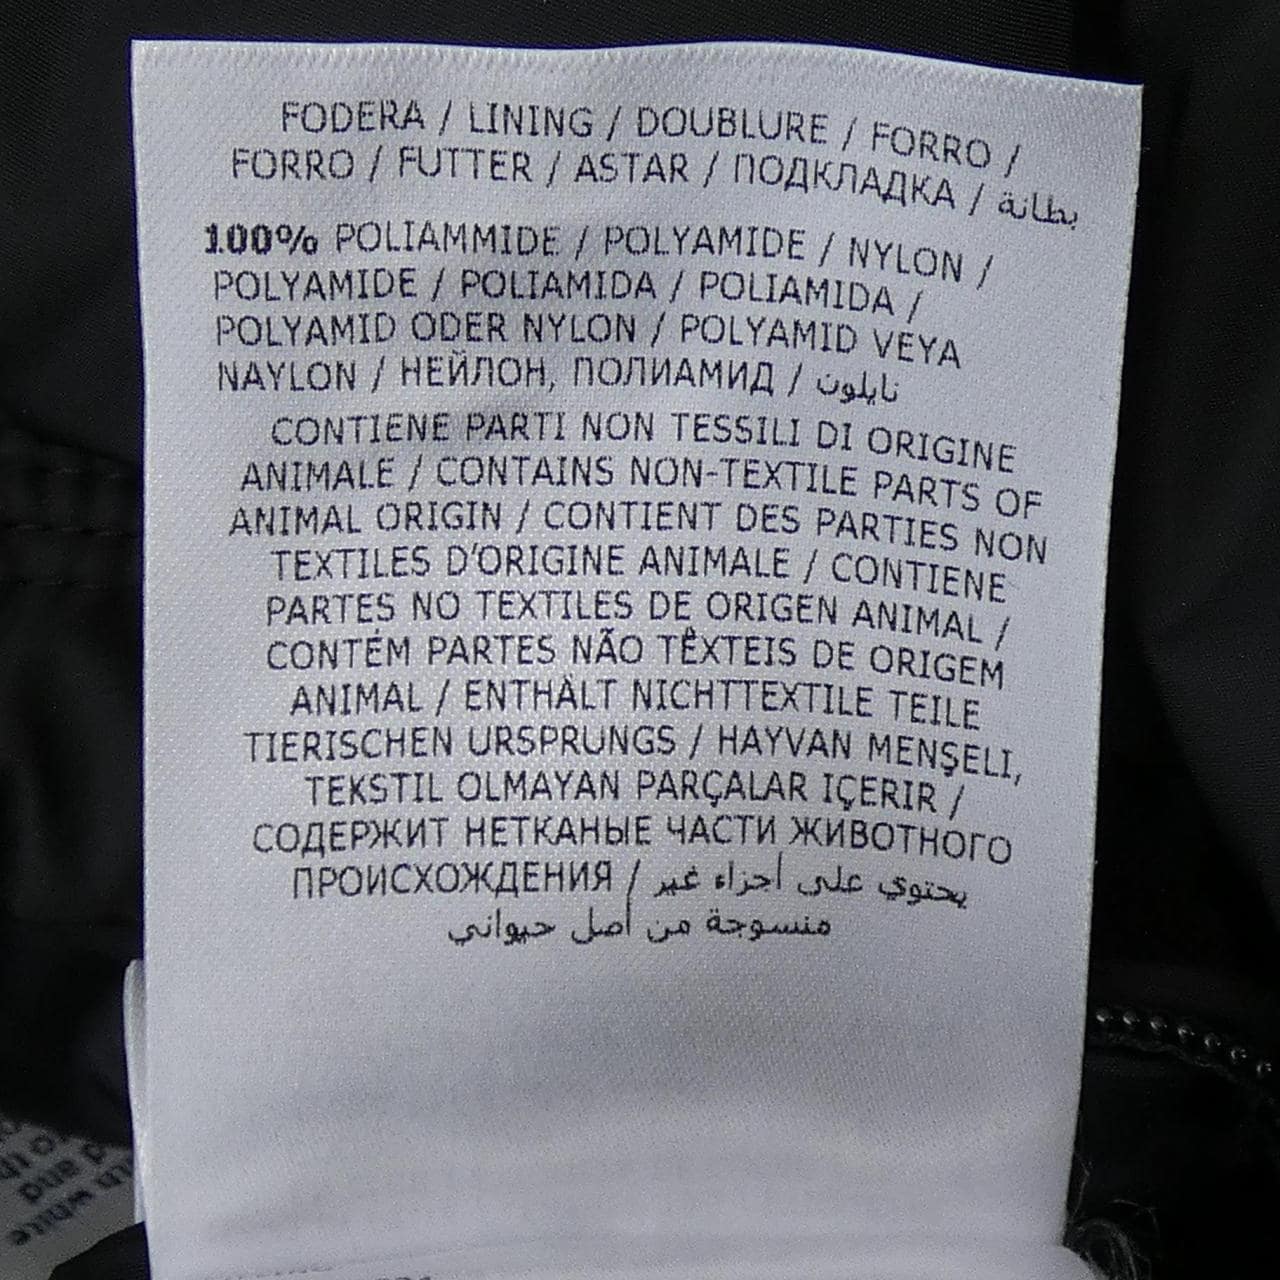 FODERA / LINING / DOUBLURE / FORRO /
FORRO / FUTTER / ASTAR / ПОДКЛАДКА / بطانة
100% POLIAMMIDE / POLYAMIDE / NYLON /
POLYAMIDE / POLIAMIDA / POLIAMIDA /
POLYAMID ODER NYLON / POLYAMID VEYA
NAYLON / НЕЙЛОН, ПОЛИАМИД / نايلون
CONTIENE PARTI NON TESSILI DI ORIGINE
ANIMALE / CONTAINS NON-TEXTILE PARTS OF
ANIMAL ORIGIN / CONTIENT DES PARTIES NON
TEXTILES D'ORIGINE ANIMALE / CONTIENE
PARTES NO TEXTILES DE ORIGEN ANIMAL /
CONTÉM PARTES NÃO TÊXTEIS DE ORIGEM
ANIMAL / ENTHÄLT NICHTTEXTILE TEILE
TIERISCHEN URSPRUNGS / HAYVAN MENŞELI,
TEKSTIL OLMAYAN PARÇALAR IÇERIR /
СОДЕРЖИТ НЕТКАНЫЕ ЧАСТИ ЖИВОТНОГО
ПРОИСХОЖДЕНИЯ / يحتوي على أجزاء غير
منسوجة من أصل حيواني
white
and